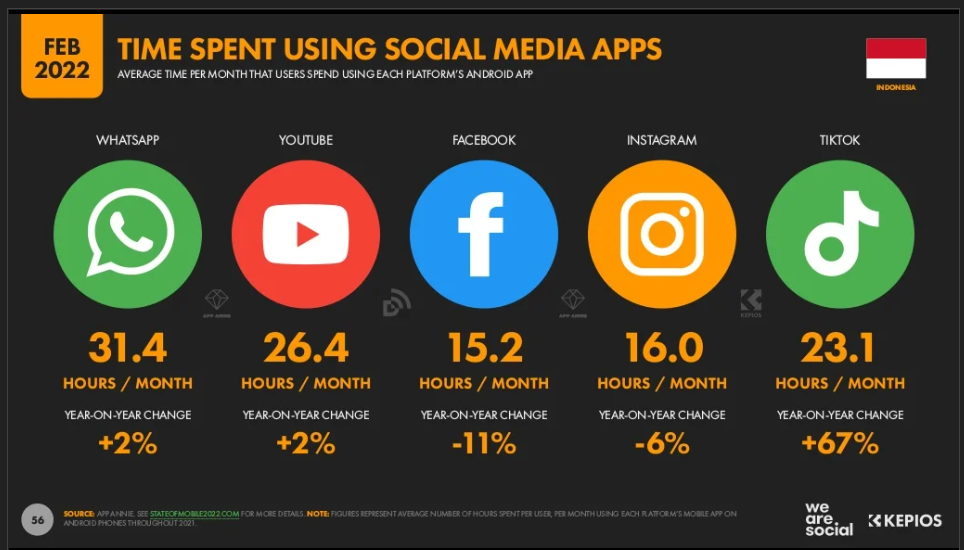 FEB
2022
TIME SPENT USING SOCIAL MEDIA APPS
AVERAGE TIME PER MONTH THAT USERS SPEND USING EACH PLATFORM'S ANDROID APP
INDONESIA
WHATSAPP
YOUTUBE
FACEBOOK
INSTAGRAM
TIKTOK
APP ANNIE
APP ANNIE
KEPIOS
31.4
HOURS / MONTH
YEAR-ON-YEAR CHANGE
+2%
26.4
HOURS / MONTH
YEAR-ON-YEAR CHANGE
+2%
15.2
HOURS / MONTH
YEAR-ON-YEAR CHANGE
-11%
16.0
HOURS / MONTH
YEAR-ON-YEAR CHANGE
-6%
23.1
HOURS / MONTH
YEAR-ON-YEAR CHANGE
+67%
56
SOURCE: APP ANNIE. SEE STATEOFMOBILE2022.COM FOR MORE DETAILS. NOTE: FIGURES REPRESENT AVERAGE NUMBER OF HOURS SPENT PER USER, PER MONTH USING EACH PLATFORM'S MOBILE APP ON
ANDROID PHONES THROUGHOUT 2021.
we
are
social
KEPIOS